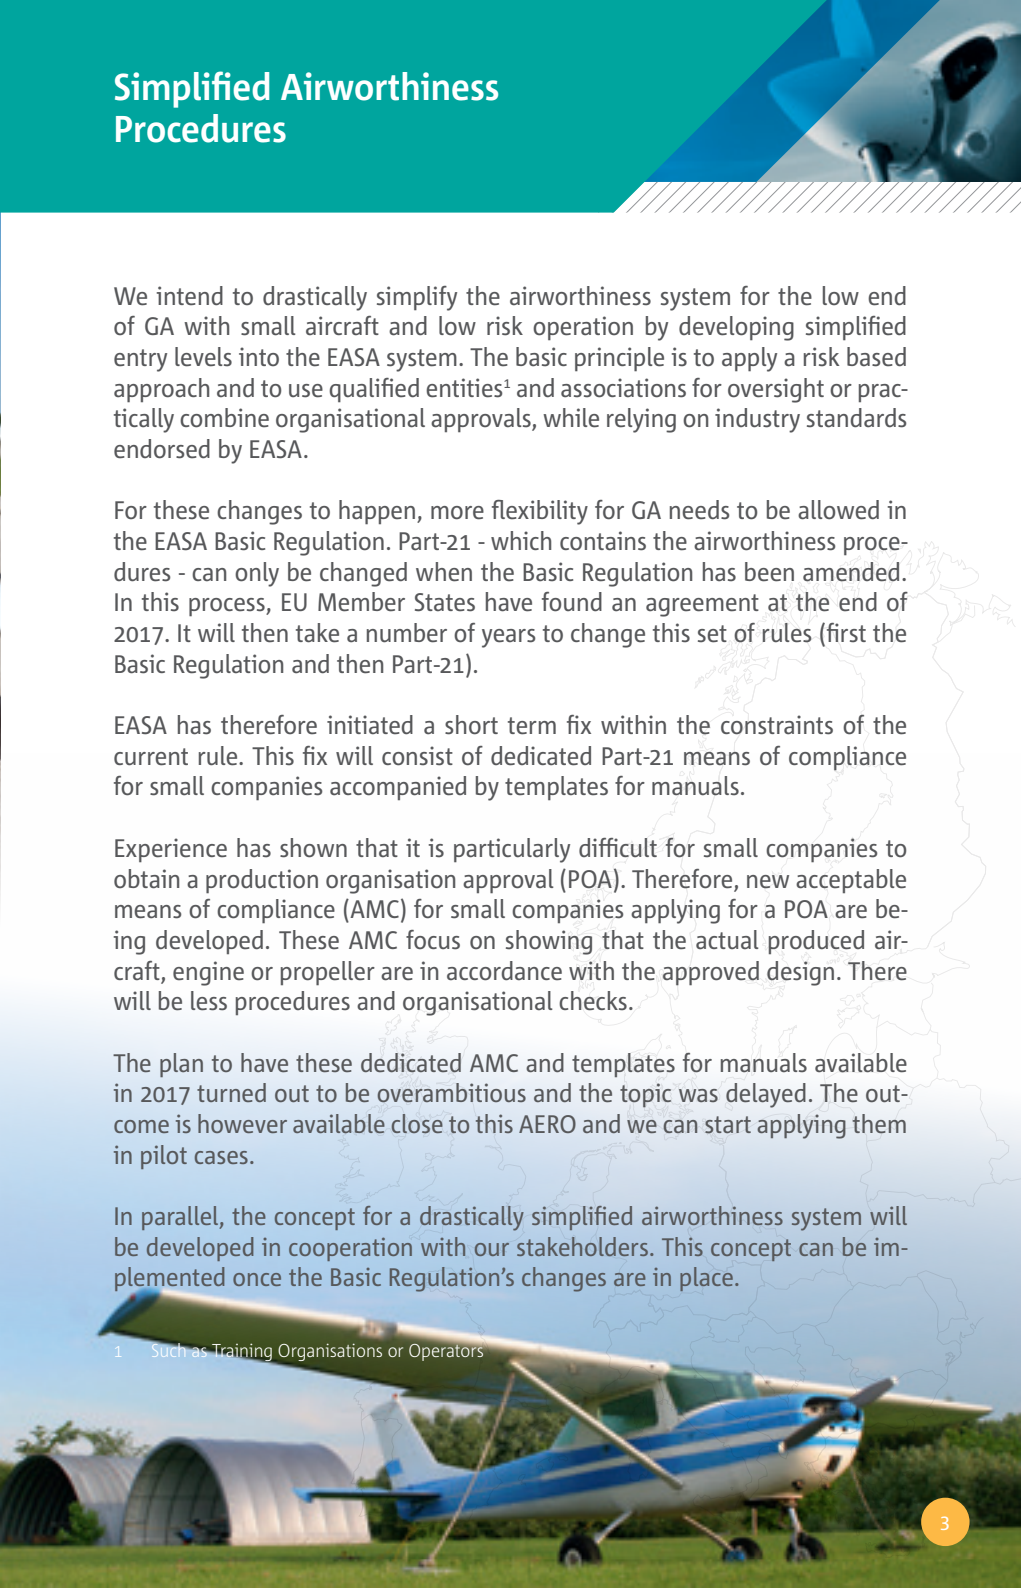 Simplified Airworthiness
Procedures
We intend to drastically simplify the airworthiness system for the low end
of GA with small aircraft and low risk operation by developing simplified
entry levels into the EASA system. The basic principle is to apply a risk based
approach and to use qualified entities¹ and associations for oversight or prac-
tically combine organisational approvals, while relying on industry standards
endorsed by EASA.
For these changes to happen, more flexibility for GA needs to be allowed in
the EASA Basic Regulation. Part-21 - which contains the airworthiness proce-
dures - can only be changed when the Basic Regulation has been amended.
In this process, EU Member States have found an agreement at the end of
2017. It will then take a number of years to change this set of rules (first the
Basic Regulation and then Part-21).
EASA has therefore initiated a short term fix within the constraints of the
current rule. This fix will consist of dedicated Part-21 means of compliance
for small companies accompanied by templates for manuals.
Experience has shown that it is particularly difficult for small companies to
obtain a production organisation approval (POA). Therefore, new acceptable
means of compliance (AMC) for small companies applying for a POA are be-
ing developed. These AMC focus on showing that the actual produced air-
craft, engine or propeller are in accordance with the approved design. There
will be less procedures and organisational checks.
The plan to have these dedicated AMC and templates for manuals available
in 2017 turned out to be overambitious and the topic was delayed. The out-
come is however available close to this AERO and we can start applying them
in pilot cases.
In parallel, the concept for a drastically simplified airworthiness system will
be developed in cooperation with our stakeholders. This concept can be im-
plemented once the Basic Regulation’s changes are in place.
1 Such as Training Organisations or Operators
3